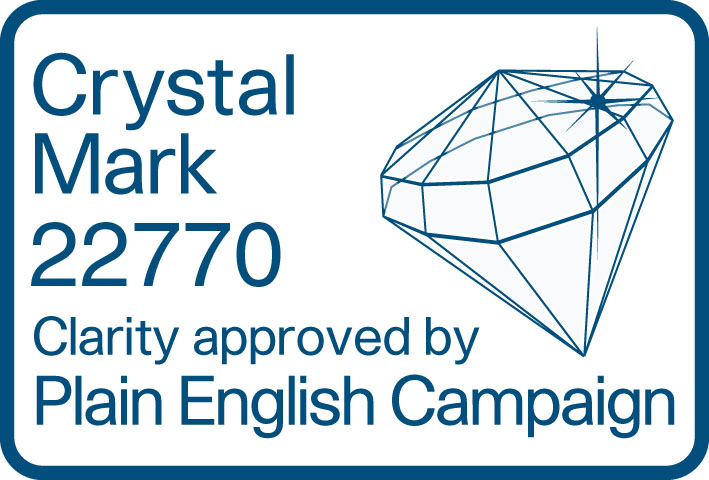 Crystal
Mark
22770
Clarity approved by
Plain English Campaign